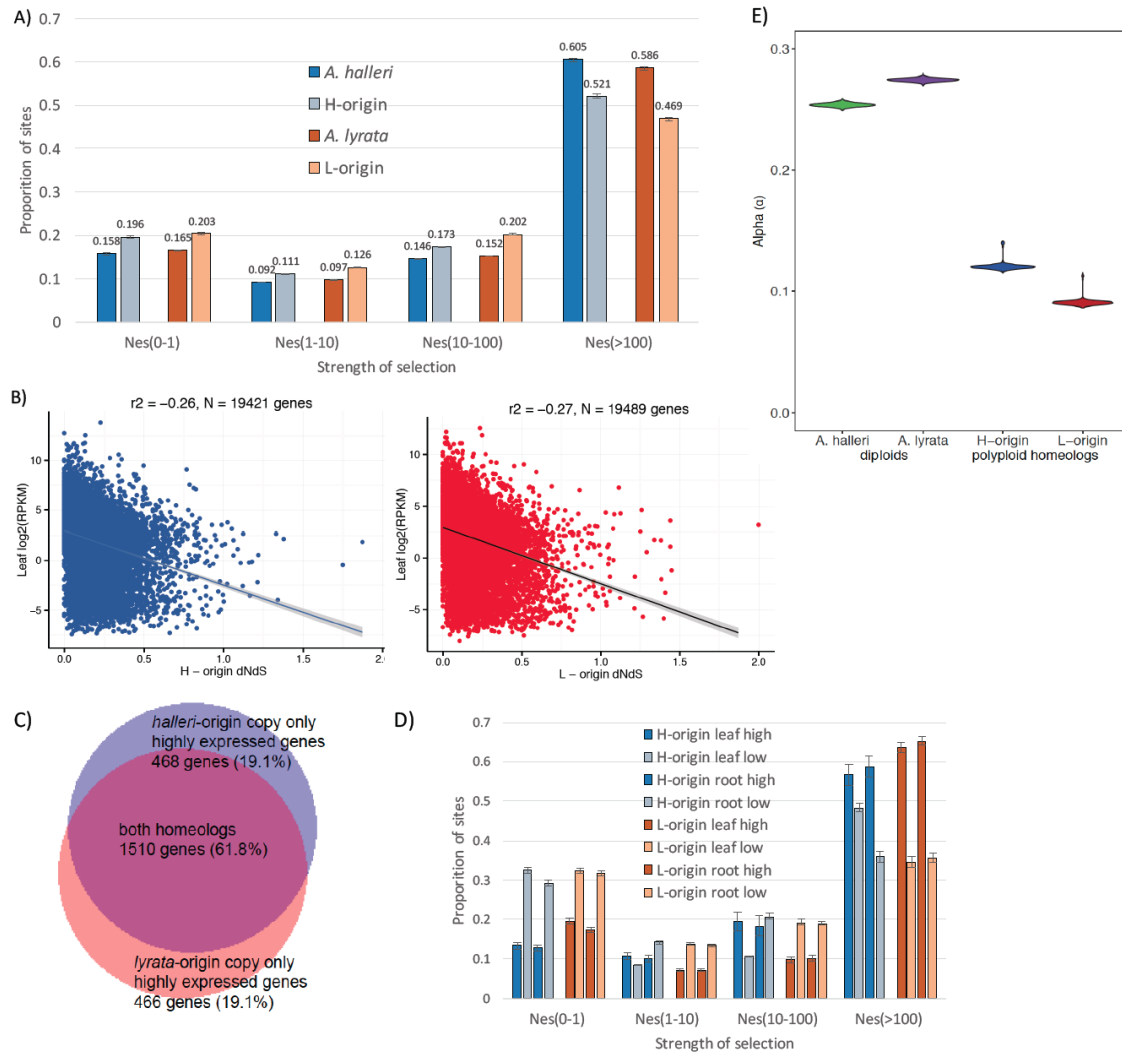 A)
0.7
0.6
0.5
0.4
0.3
0.2
0.1
0
Proporition of sites
A. halleri
H-origin
A. lyrata
L-origin
0.158
0.196
0.165
0.203
0.092
0.111
0.097
0.126
0.146
0.173
0.152
0.202
0.605
0.521
0.586
0.469
Nes(0-1)
Nes(1-10)
Nes(10-100)
Nes(>100)
Strength of selection
E)
0.3
0.2
0.1
0.0
Alpha (α)
A. halleri
A. lyrata
H-origin
L-origin
diploids
polyploid homeologs
B)
r2 = -0.26, N = 19421 genes
Leaf log2(RPKM)
10
5
0
-5
0.0
0.5
1.0
1.5
2.0
H - origin dNdS
r2 = -0.27, N = 19489 genes
Leaf log2(RPKM)
10
5
0
-5
0.0
0.5
1.0
1.5
2.0
L - origin dNdS
C)
halleri-origin copy only
highly expressed genes
468 genes (19.1%)
both homeologs
1510 genes (61.8%)
lyrata-origin copy only
highly expressed genes
466 genes (19.1%)
D)
0.7
0.6
0.5
0.4
0.3
0.2
0.1
0
Proportion of sites
H-origin leaf high
H-origin leaf low
H-origin root high
H-origin root low
L-origin leaf high
L-origin leaf low
L-origin root high
L-origin root low
Nes(0-1)
Nes(1-10)
Nes(10-100)
Nes(>100)
Strength of selection